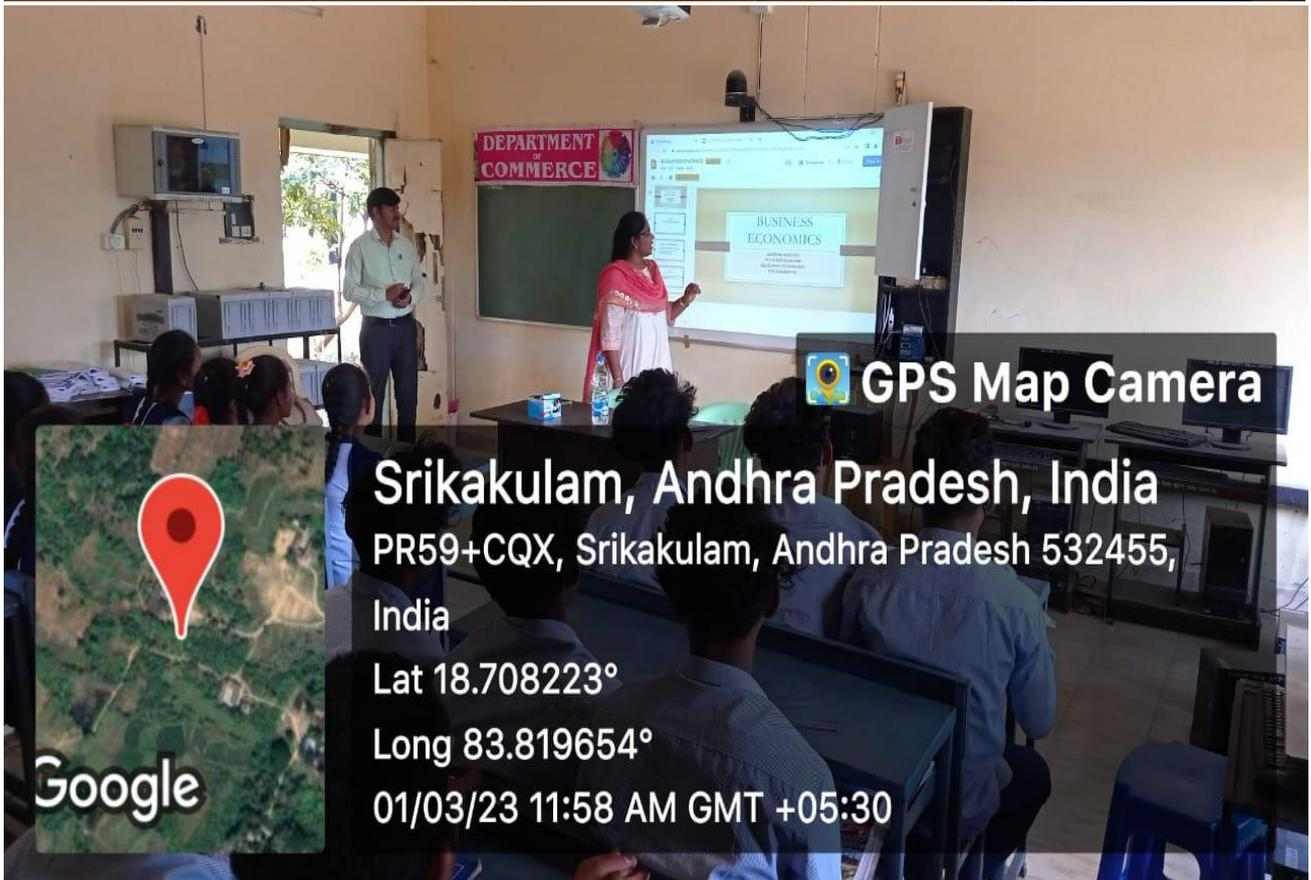 DEPARTMENT
OF
COMMERCE
BUSINESS
ECONOMICS
GPS Map Camera
Srikakulam, Andhra Pradesh, India
PR59+CQX, Srikakulam, Andhra Pradesh 532455,
India
Lat 18.708223°
Long 83.819654°
01/03/23 11:58 AM GMT +05:30
Google